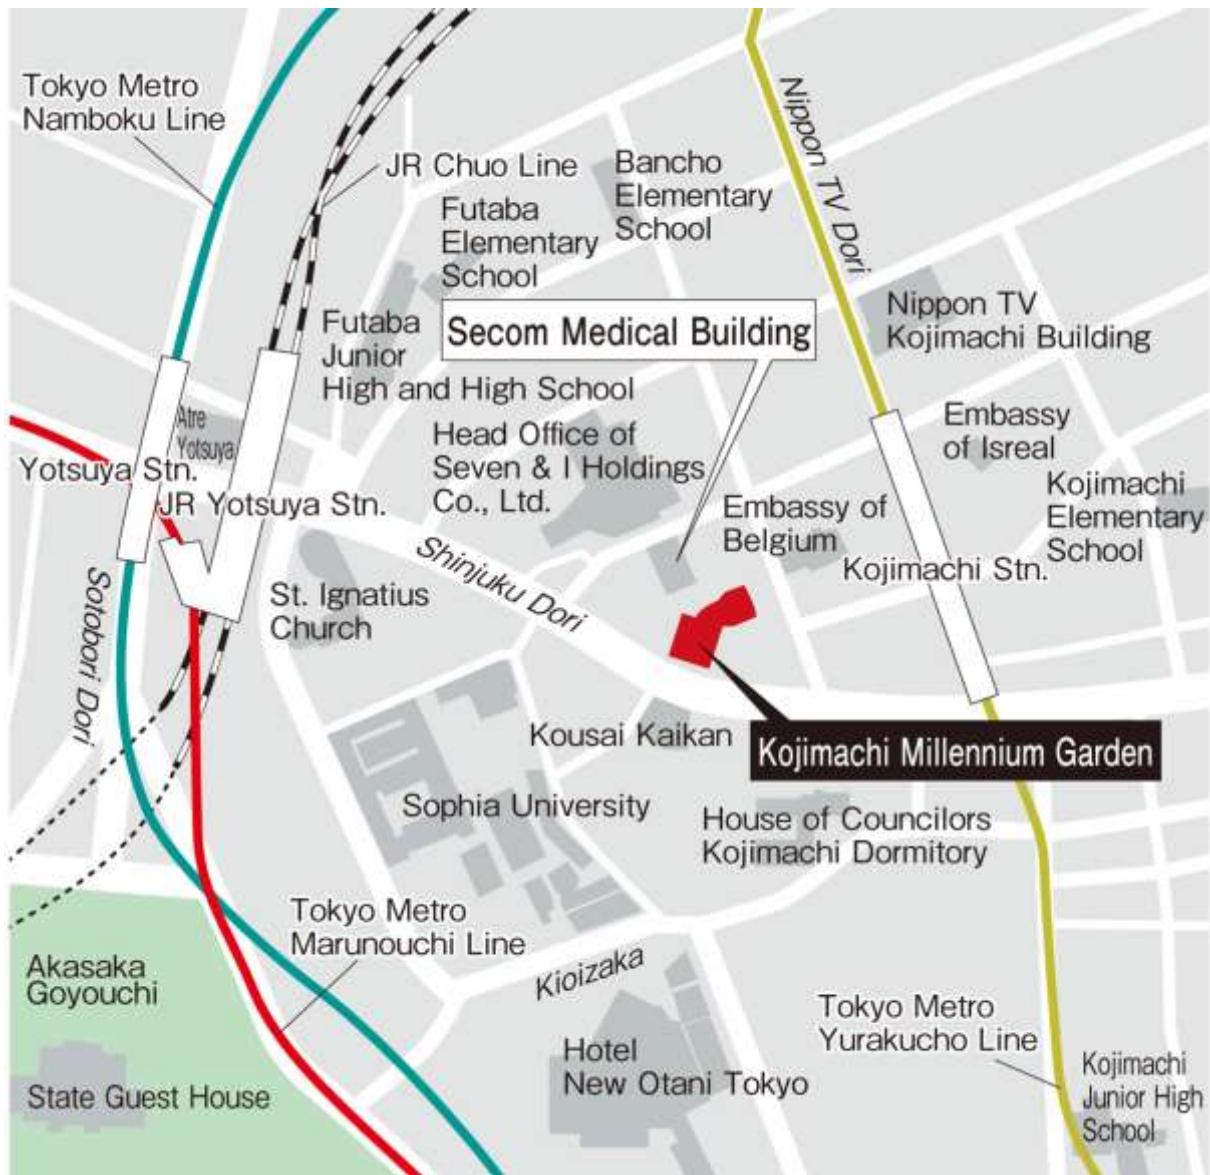 Tokyo Metro
Namboku Line
JR Chuo Line
Bancho
Elementary
School
Nippon TV Dori
Futaba
Elementary
School
Futaba
Junior
High and High School
Secom Medical Building
Nippon TV
Kojimachi Building
Atre
Yotsuya
Yotsuya Stn.
JR Yotsuya Stn.
Head Office of
Seven & I Holdings
Co., Ltd.
Embassy
of Isreal
Kojimachi
Elementary
School
Embassy of
Belgium
Kojimachi Stn.
Shinjuku Dori
Sotobori Dori
St. Ignatius
Church
Kousai Kaikan
Kojimachi Millennium Garden
Sophia University
House of Councilors
Kojimachi Dormitory
Tokyo Metro
Marunouchi Line
Kioizaka
Akasaka
Goyouchi
Tokyo Metro
Yurakucho Line
Hotel
New Otani Tokyo
State Guest House
Kojimachi
Junior High
School